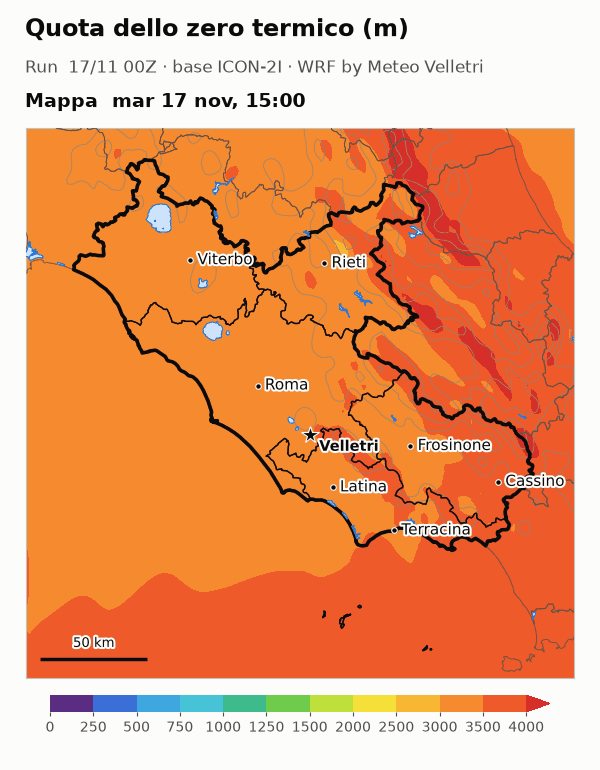 Quota dello zero termico (m)
Run 17/11 00Z · base ICON-2I · WRF by Meteo Velletri
Mappa mar 17 nov, 15:00
Viterbo
Rieti
Roma
Velletri
Frosinone
Latina
Cassino
Terracina
50 km
0 250 500 750 1000 1250 1500 2000 2500 3000 3500 4000